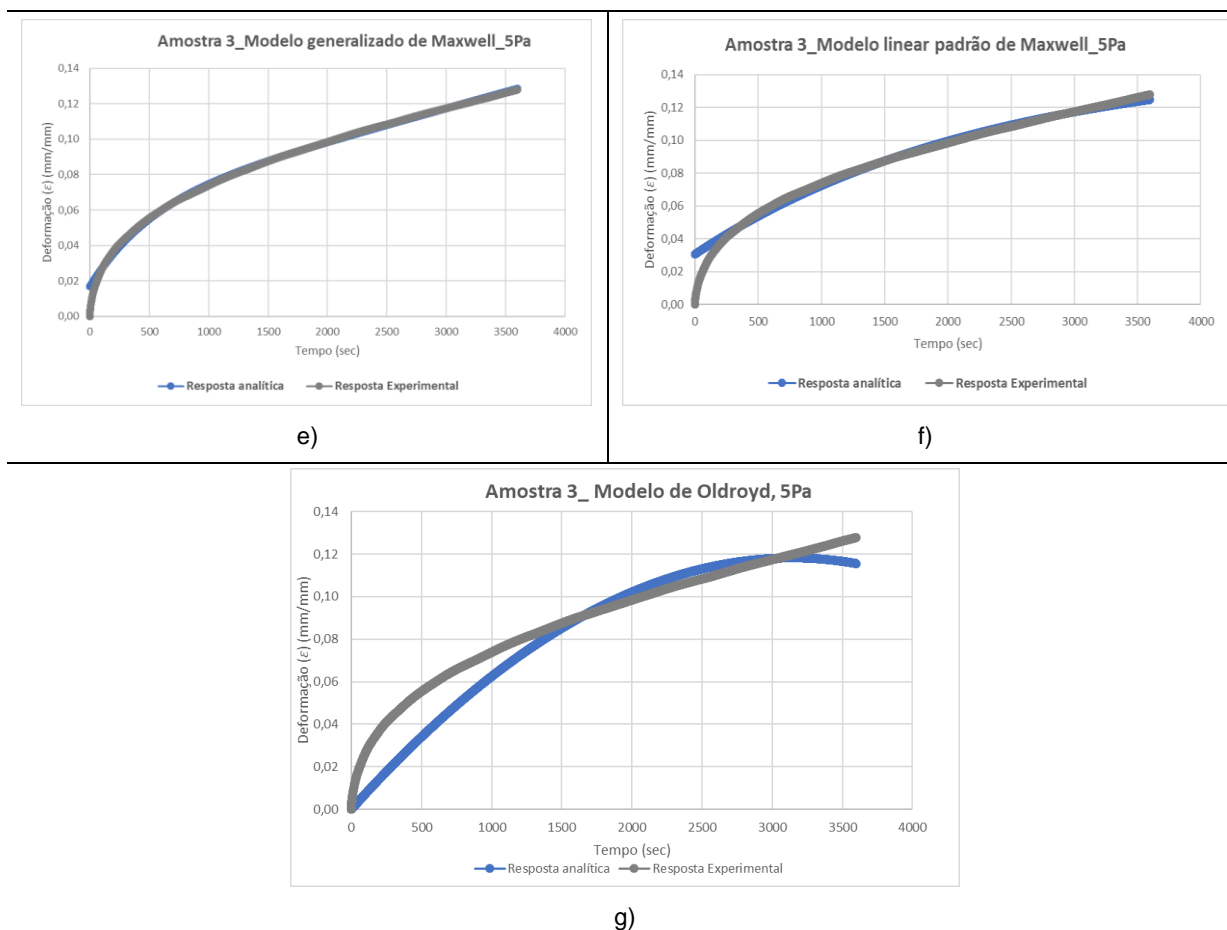 Amostra 3_Modelo generalizado de Maxwell_5Pa
Deformação (ε) (mm/mm)
0,14
0,12
0,10
0,08
0,06
0,04
0,02
0,00
0 500 1000 1500 2000 2500 3000 3500 4000
Tempo (sec)
Resposta analítica Resposta Experimental
e)
Amostra 3_Modelo linear padrão de Maxwell_5Pa
Deformação (ε) (mm/mm)
0,14
0,12
0,10
0,08
0,06
0,04
0,02
0,00
0 500 1000 1500 2000 2500 3000 3500 4000
Tempo (sec)
Resposta analítica Resposta Experimental
f)
Amostra 3_ Modelo de Oldroyd, 5Pa
Deformação (ε) (mm/mm)
0,14
0,12
0,10
0,08
0,06
0,04
0,02
0,00
0 500 1000 1500 2000 2500 3000 3500 4000
Tempo (sec)
Resposta analítica Resposta Experimental
g)